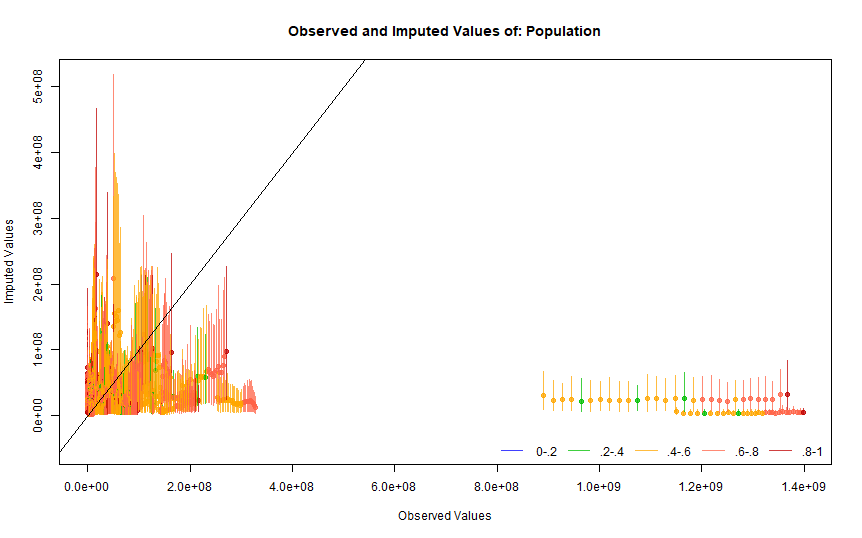 Observed and Imputed Values of: Population
Imputed Values
5e+08
4e+08
3e+08
2e+08
1e+08
0e+00
0-.2 .2-.4 .4-.6 .6-.8 .8-1
0.0e+00 2.0e+08 4.0e+08 6.0e+08 8.0e+08 1.0e+09 1.2e+09 1.4e+09
Observed Values